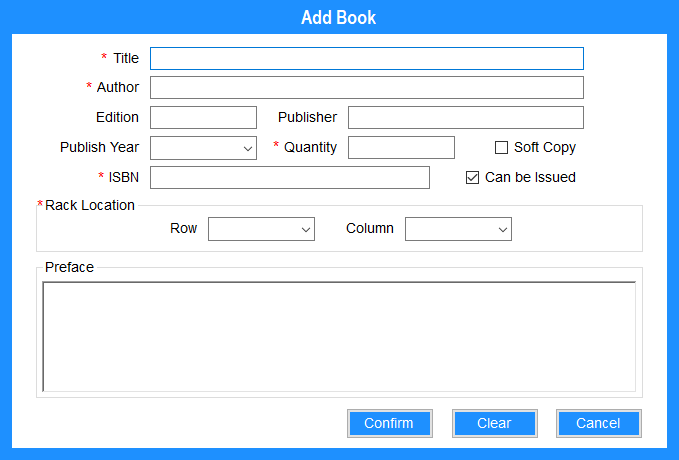 Add Book
* Title
* Author
Edition Publisher
Publish Year * Quantity Soft Copy
* ISBN Can be Issued
*Rack Location
Row Column
Preface
Confirm Clear Cancel